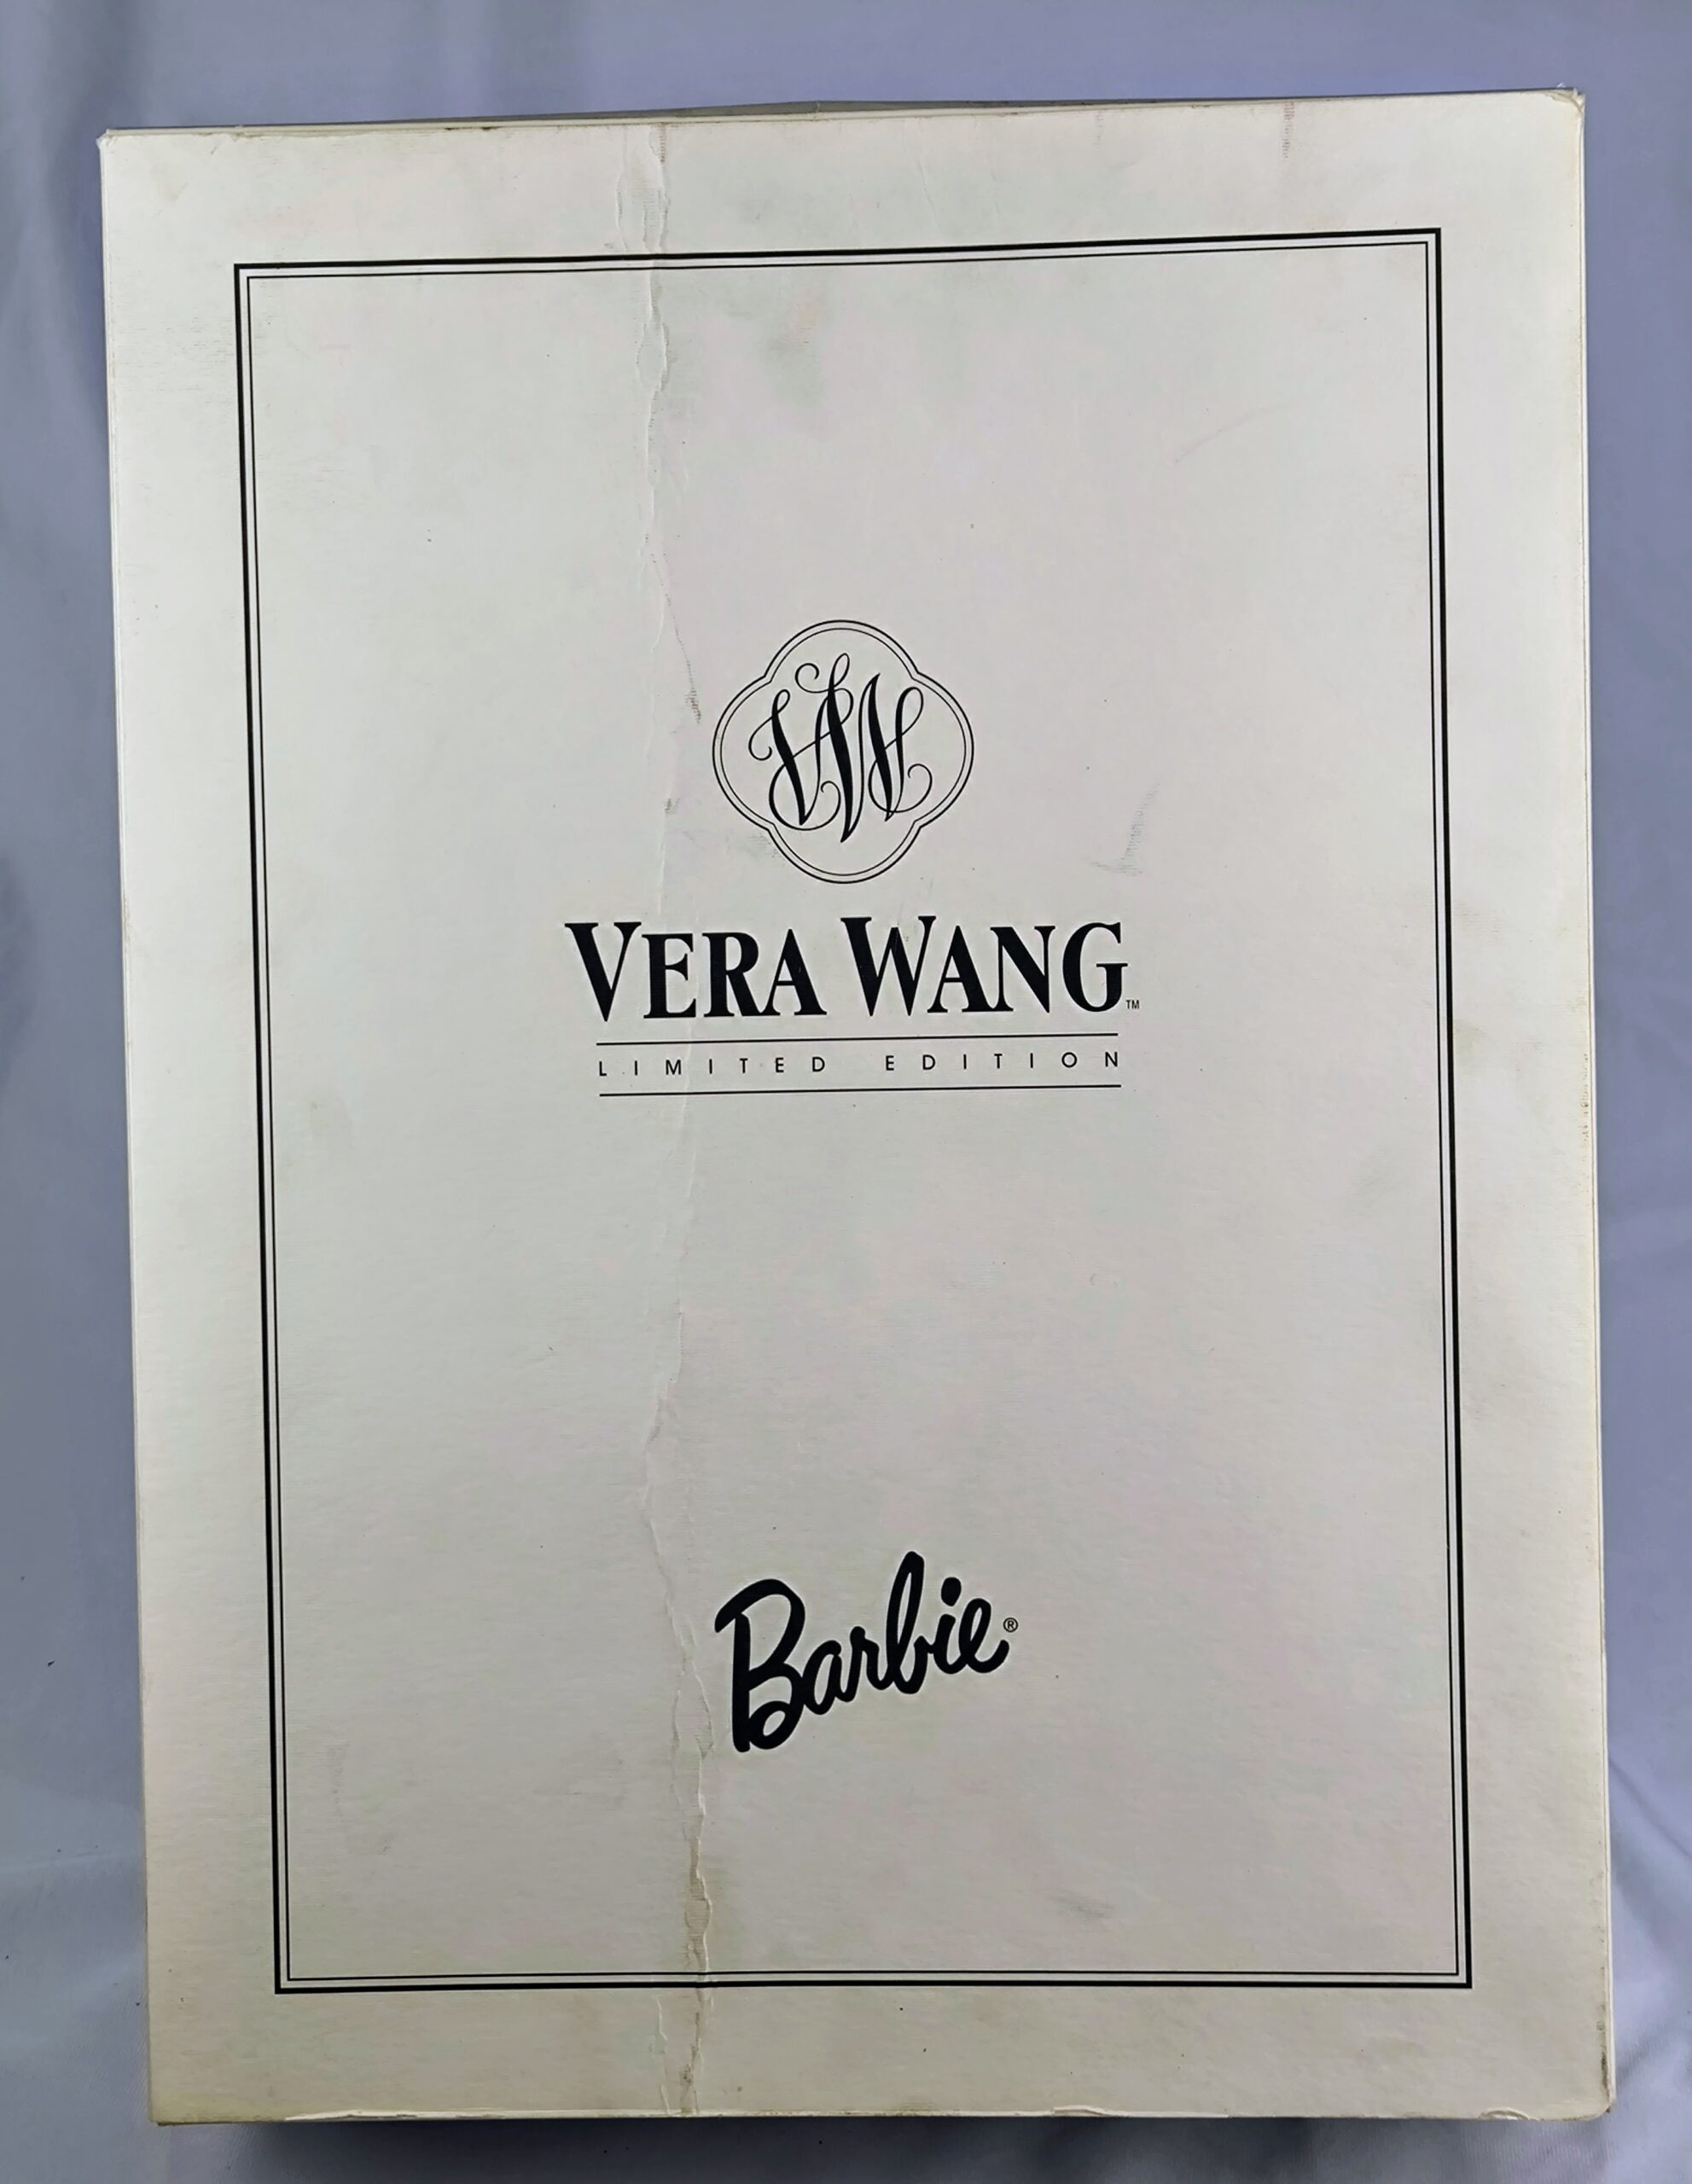 VW
VERA WANG™
LIMITED EDITION
Barbie®